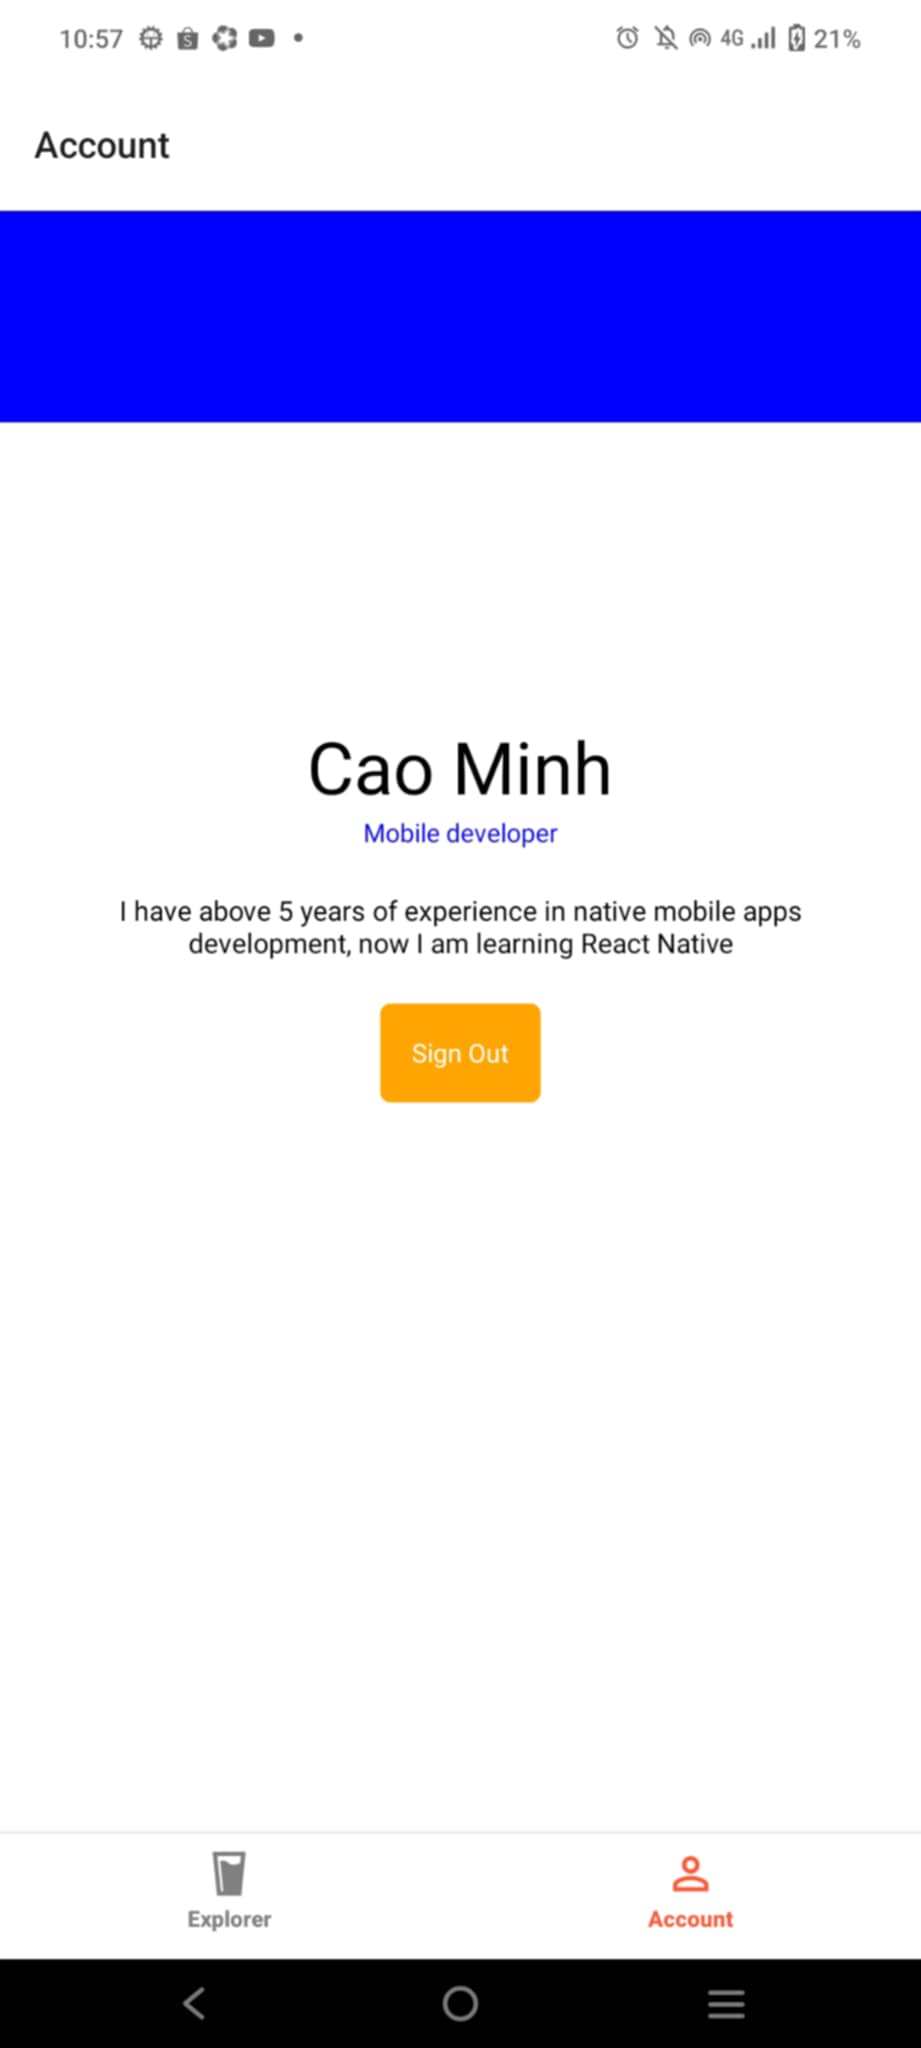 10:57 4G 21%
Account
Cao Minh
Mobile developer
I have above 5 years of experience in native mobile apps
development, now I am learning React Native
Sign Out
Explorer Account